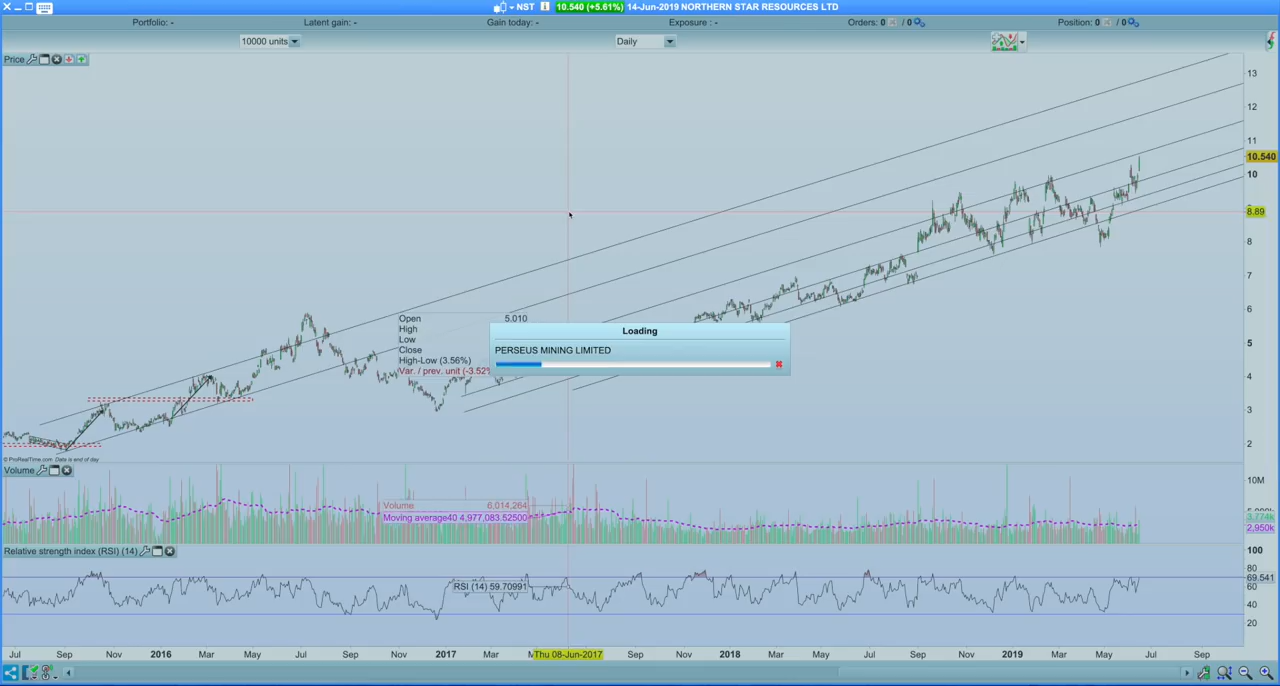 NST 10.540 (+5.61%) 14-Jun-2019 NORTHERN STAR RESOURCES LTD
Portfolio: - Latent gain: - Gain today: - Exposure : - Orders: 0 / 0 Position: 0 / 0
10000 units Daily
Price
13
12
11
10.540
10
8.89
8
7
6
5
4
3
2
Open 5.010
High
Low
Close
High-Low (3.56%)
Var. / prev. unit (-3.52%
Loading
PERSEUS MINING LIMITED
© ProRealTime.com Date is end of day
Volume
10M
Volume 6,014,264
Moving average40 4,977,083.52500
3,774k
2,950k
Relative strength index (RSI) (14)
100
80
69.541
60
40
20
RSI (14) 59.70991
Jul Sep Nov 2016 Mar May Jul Sep Nov 2017 Mar Thu 08-Jun-2017 Sep Nov 2018 Mar May Jul Sep Nov 2019 Mar May Jul Sep